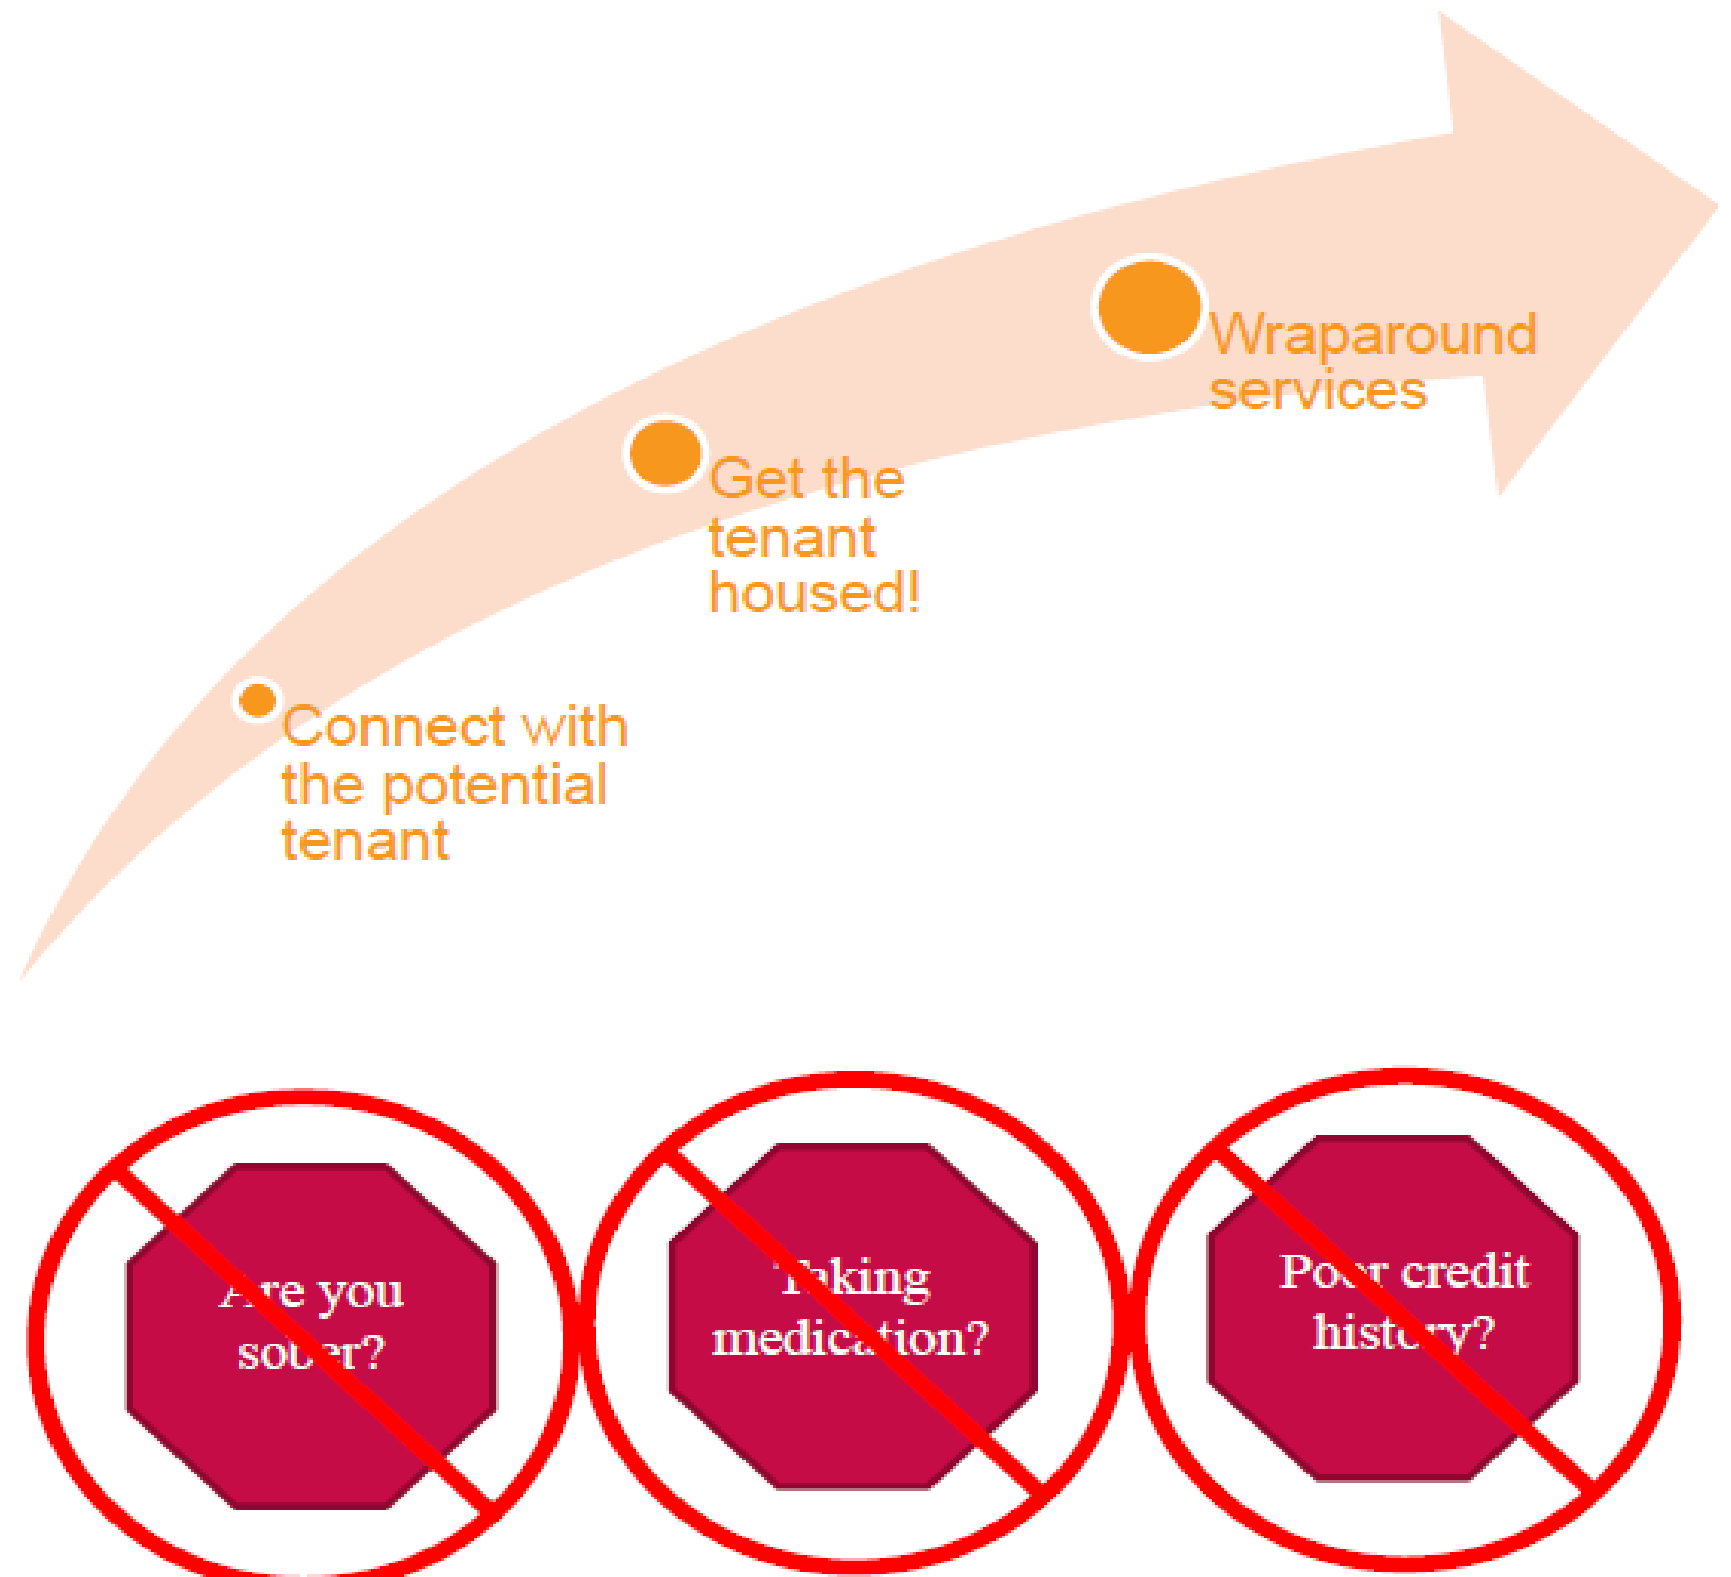 Wraparound
services
Get the
tenant
housed!
Connect with
the potential
tenant
Are you
sober?
Taking
medication?
Poor credit
history?